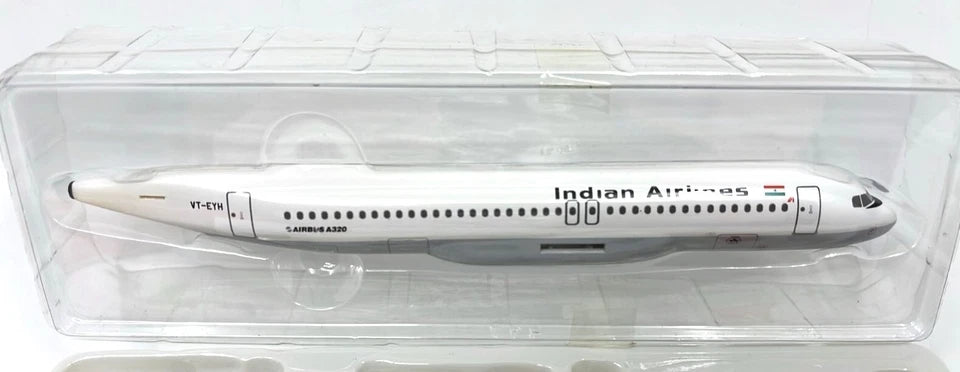 Indian Airlines
VT-EYH
AIRBUS A320